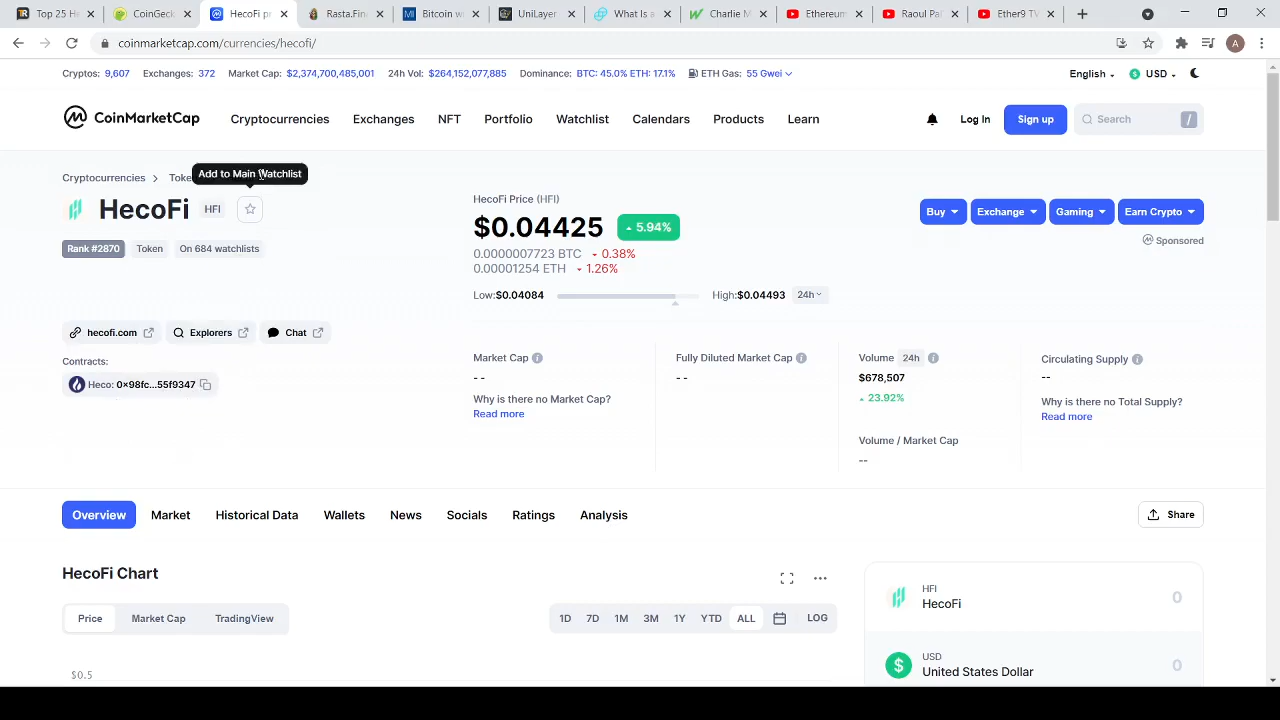 Top 25 He
CoinGeck
HecoFi pr
Rasta.Fine
Bitcoin w
UniLayer
What Is a
Charlie M
Ethereum
Raoul Pal
Ether9 TV
coinmarketcap.com/currencies/hecofi/
A
Cryptos: 9,607 Exchanges: 372 Market Cap: $2,374,700,485,001 24h Vol: $264,152,077,885 Dominance: BTC: 45.0% ETH: 17.1% ETH Gas: 55 Gwei
English USD
CoinMarketCap
Cryptocurrencies Exchanges NFT Portfolio Watchlist Calendars Products Learn
Log In Sign up Search /
Add to Main Watchlist
Cryptocurrencies > Toke
HecoFi HFI
Rank #2870 Token On 684 watchlists
HecoFi Price (HFI)
$0.04425 5.94%
0.0000007723 BTC 0.38%
0.00001254 ETH 1.26%
Low:$0.04084 High:$0.04493 24h
Buy Exchange Gaming Earn Crypto
Sponsored
hecofi.com Explorers Chat
Contracts:
Heco: 0x98fc...55f9347
Market Cap
- -
Why is there no Market Cap?
Read more
Fully Diluted Market Cap
- -
Volume 24h
$678,507
23.92%
Volume / Market Cap
--
Circulating Supply
--
Why is there no Total Supply?
Read more
Overview Market Historical Data Wallets News Socials Ratings Analysis
Share
HecoFi Chart
Price Market Cap TradingView
1D 7D 1M 3M 1Y YTD ALL LOG
$0.5
HFI
HecoFi 0
USD
United States Dollar 0